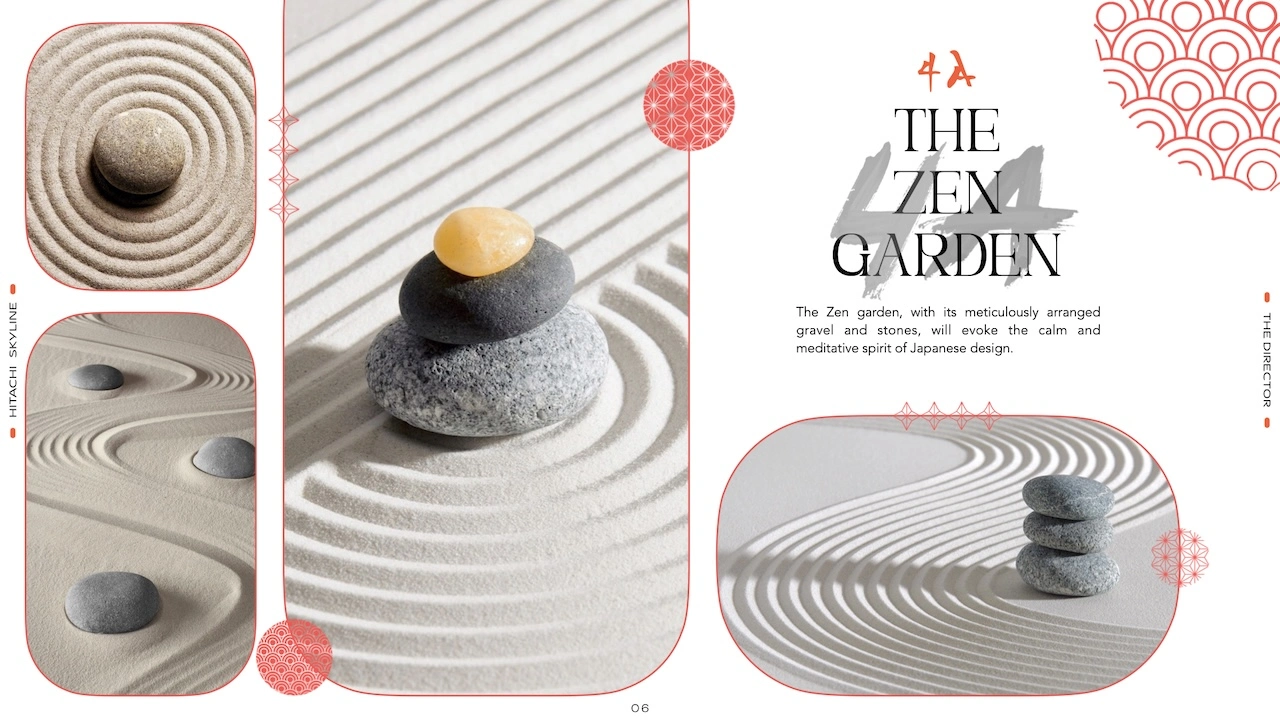 HITACHI SKYLINE
4A
4A
THE
ZEN
GARDEN
The Zen garden, with its meticulously arranged
gravel and stones, will evoke the calm and
meditative spirit of Japanese design.
THE DIRECTOR
06